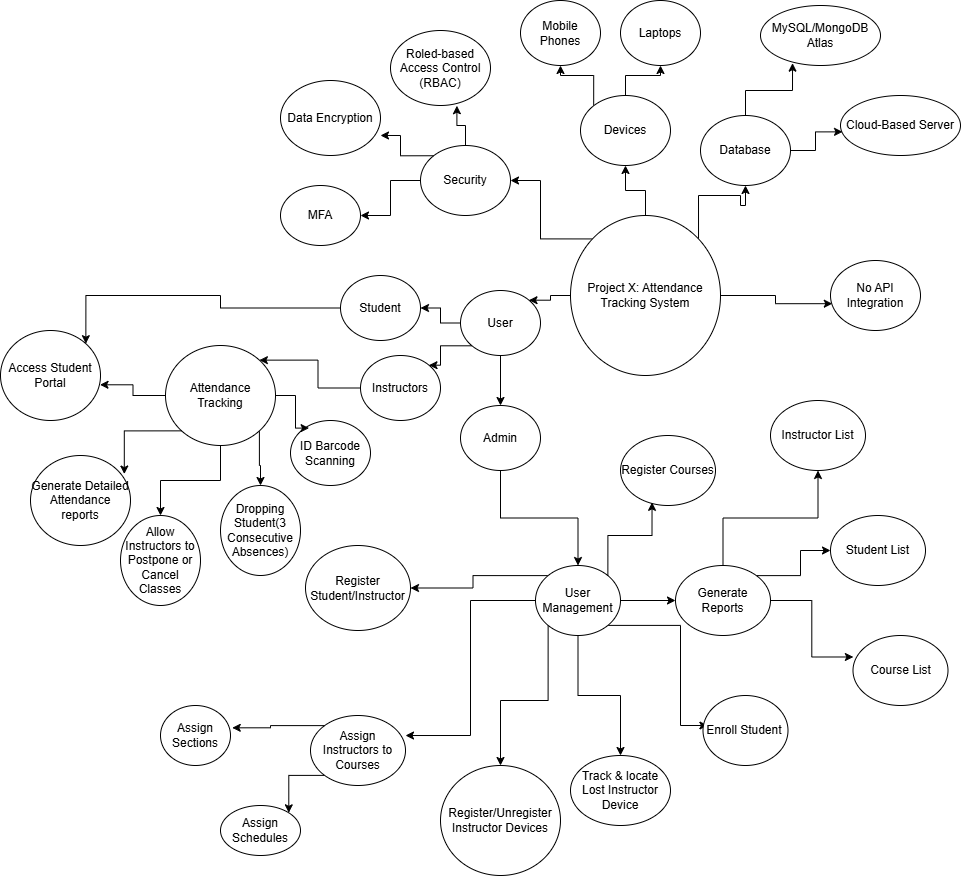 Mobile
Phones
Laptops
MySQL/MongoDB
Atlas
Roled-based
Access Control
(RBAC)
Data Encryption
Devices
Database
Cloud-Based Server
Security
MFA
Project X: Attendance
Tracking System
No API
Integration
Student
User
Access Student
Portal
Attendance
Tracking
Instructors
Admin
ID Barcode
Scanning
Instructor List
Register Courses
Generate Detailed
Attendance
reports
Dropping
Student(3
Consecutive
Absences)
Allow
Instructors to
Postpone or
Cancel
Classes
Student List
Register
Student/Instructor
User
Management
Generate
Reports
Course List
Assign
Sections
Assign
Instructors to
Courses
Enroll Student
Track & locate
Lost Instructor
Device
Register/Unregister
Instructor Devices
Assign
Schedules